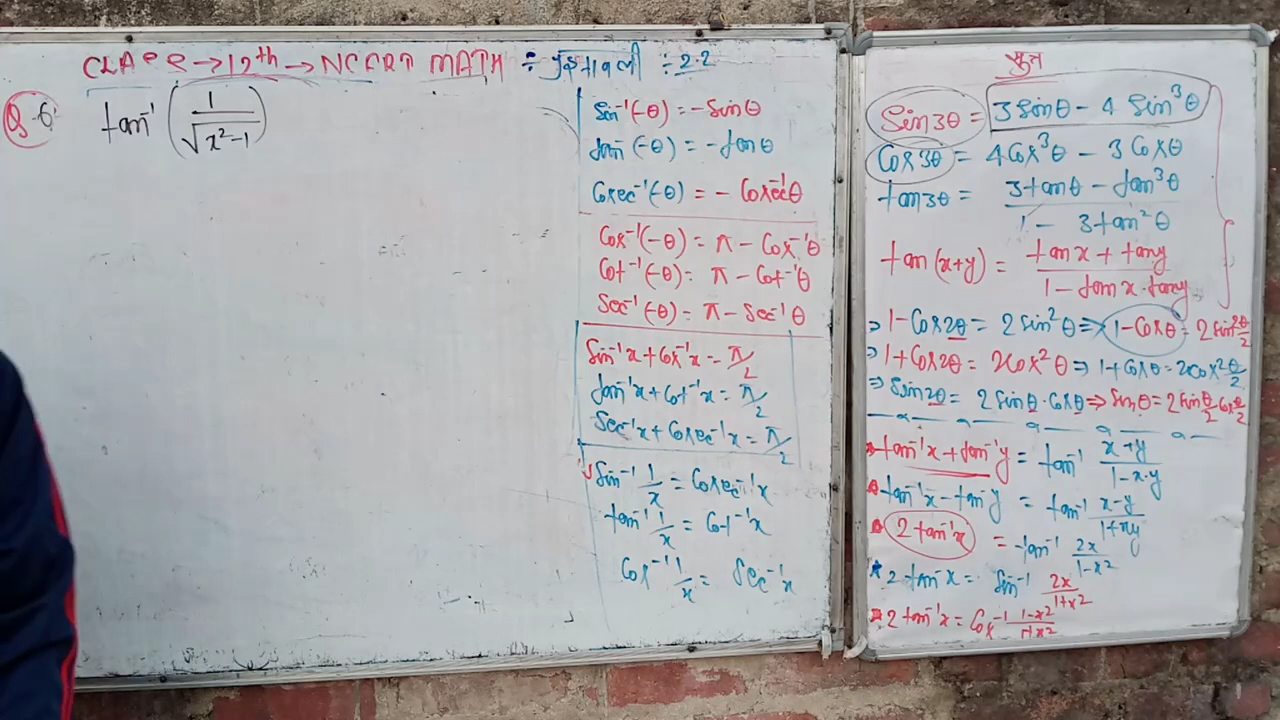 CLASS → 12th → NCERT MATH ÷ प्रश्नावली ÷ 2.2
Q.6 tan⁻¹ (1/√(x²-1))
Sin⁻¹(-θ) = -Sinθ
tan⁻(-θ) = -tanθ
Cosec⁻¹(-θ) = - Cosec⁻¹θ
Cos⁻¹(-θ) = π - Cos⁻¹θ
Cot⁻¹(-θ) = π - Cot⁻¹θ
Sec⁻¹(-θ) = π - Sec⁻¹θ
Sin⁻¹x + Cos⁻¹x = π/2
tan⁻¹x + Cot⁻¹x = π/2
Sec⁻¹x + Cosec⁻¹x = π/2
Sin⁻¹ 1/x = Cosec⁻¹x
tan⁻¹ 1/x = Cot⁻¹x
Cos⁻¹ 1/x = Sec⁻¹x
सूत्र
Sin3θ = 3Sinθ - 4 Sin³θ
Cos3θ = 4Cos³θ - 3Cosθ
tan3θ = (3tanθ - tan³θ)/(1 - 3tan²θ)
tan(x+y) = (tanx + tany)/(1 - tanx·tany)
⇒ 1-Cos2θ = 2Sin²θ ⇒ 1-Cosθ = 2Sin²θ/2
⇒ 1+Cos2θ = 2Cos²θ ⇒ 1+Cosθ = 2Cos²θ/2
⇒ Sin2θ = 2Sinθ·Cosθ ⇒ Sinθ = 2Sinθ/2 Cosθ/2
tan⁻¹x + tan⁻¹y = tan⁻¹ (x+y)/(1-x·y)
tan⁻¹x - tan⁻¹y = tan⁻¹ (x-y)/(1+xy)
2tan⁻¹x = tan⁻¹ 2x/(1-x²)
2tan⁻x = Sin⁻¹ 2x/(1+x²)
2tan⁻¹x = Cos⁻¹ (1-x²)/(1+x²)